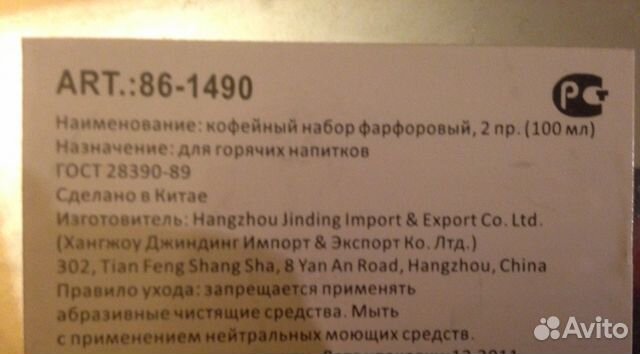 ART.:86-1490
РСТ
Наименование: кофейный набор фарфоровый, 2 пр. (100 мл)
Назначение: для горячих напитков
ГОСТ 28390-89
Сделано в Китае
Изготовитель: Hangzhou Jinding Import & Export Co. Ltd.
(Хангжоу Джиндинг Импорт & Экспорт Ко. Лтд.)
302, Tian Feng Shang Sha, 8 Yan An Road, Hangzhou, China
Правило ухода: запрещается применять
абразивные чистящие средства. Мыть
с применением нейтральных моющих средств.
12.2011
Avito